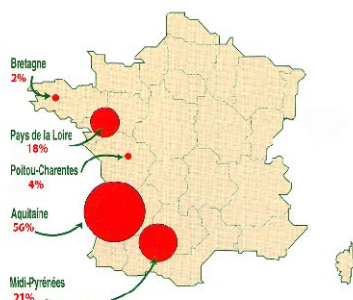 Bretagne
2%
Pays de la Loire
18%
Poitou-Charentes
4%
Aquitaine
56%
Midi-Pyrénées
21%